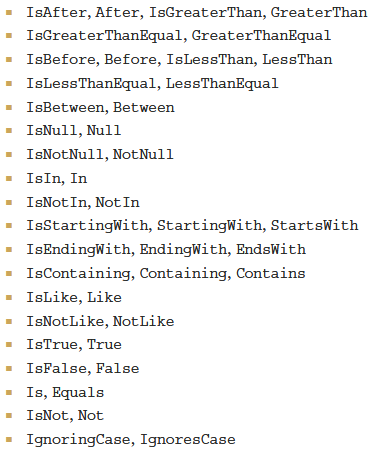 IsAfter, After, IsGreaterThan, GreaterThan
IsGreaterThanEqual, GreaterThanEqual
IsBefore, Before, IsLessThan, LessThan
IsLessThanEqual, LessThanEqual
IsBetween, Between
IsNull, Null
IsNotNull, NotNull
IsIn, In
IsNotIn, NotIn
IsStartingWith, StartingWith, StartsWith
IsEndingWith, EndingWith, EndsWith
IsContaining, Containing, Contains
IsLike, Like
IsNotLike, NotLike
IsTrue, True
IsFalse, False
Is, Equals
IsNot, Not
IgnoringCase, IgnoresCase